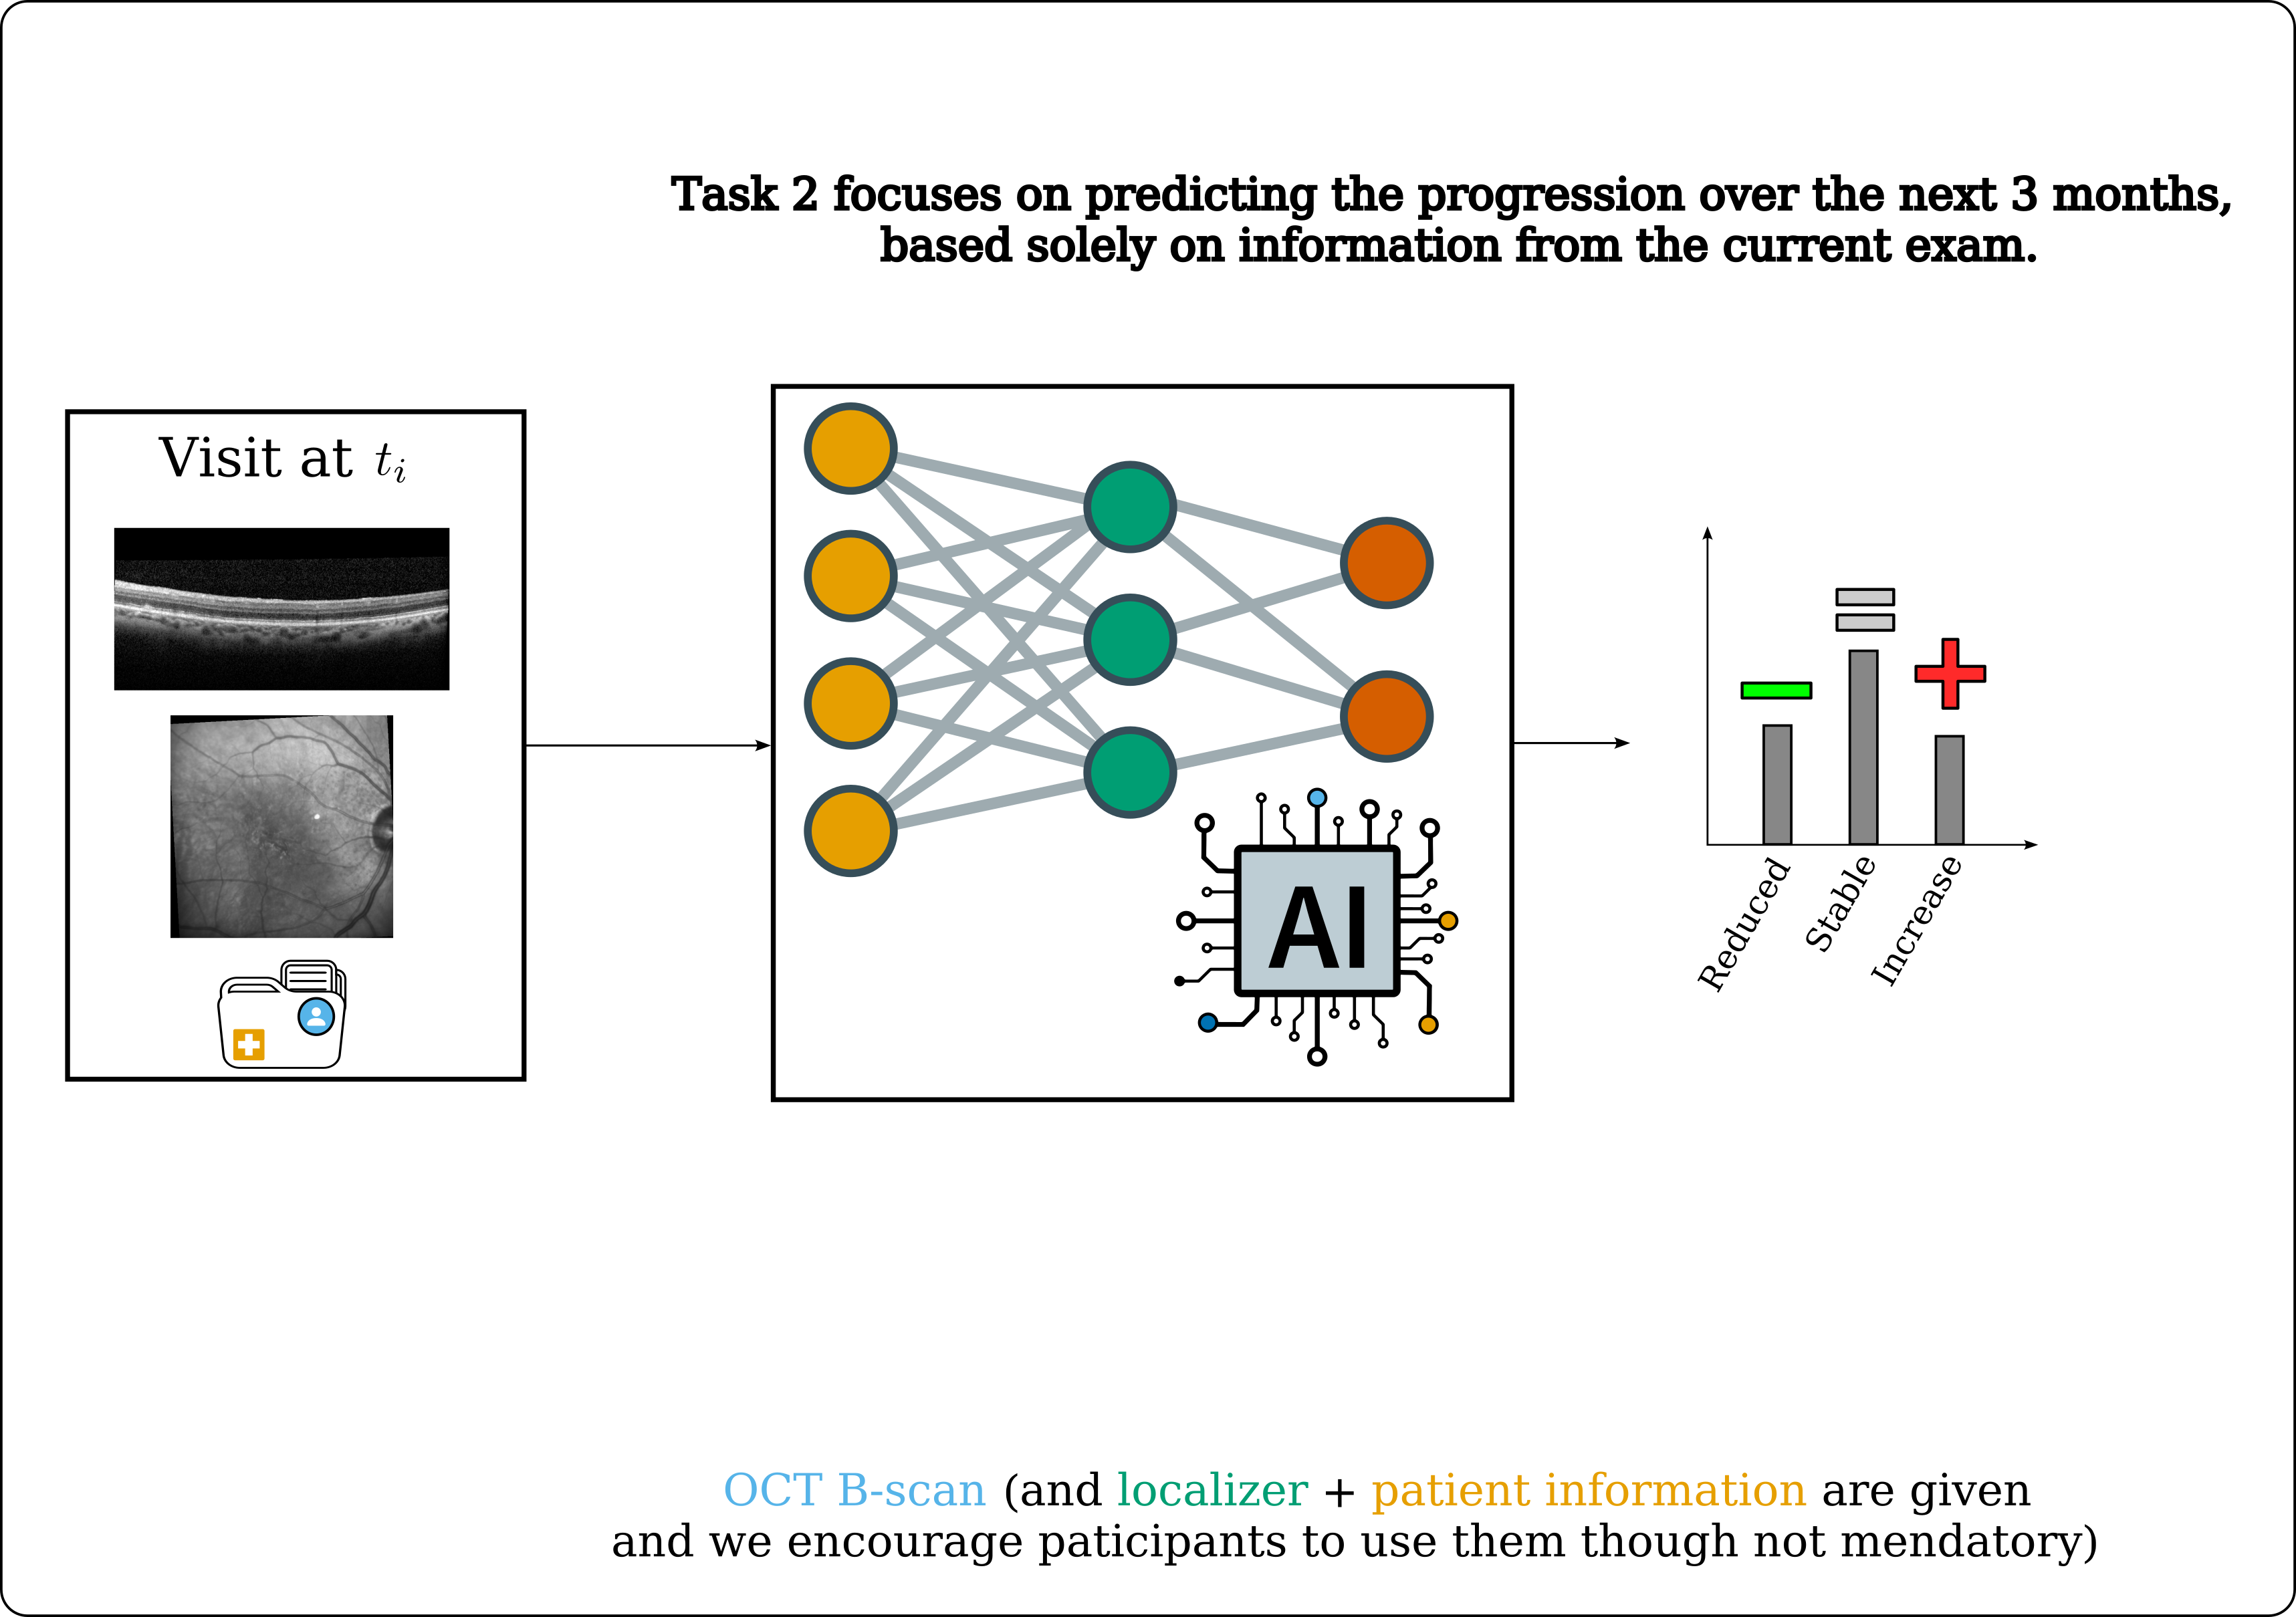 Task 2 focuses on predicting the progression over the next 3 months,
based solely on information from the current exam.
Visit at t_i
AI
Reduced
Stable
Increase
OCT B-scan (and localizer + patient information are given
and we encourage paticipants to use them though not mendatory)